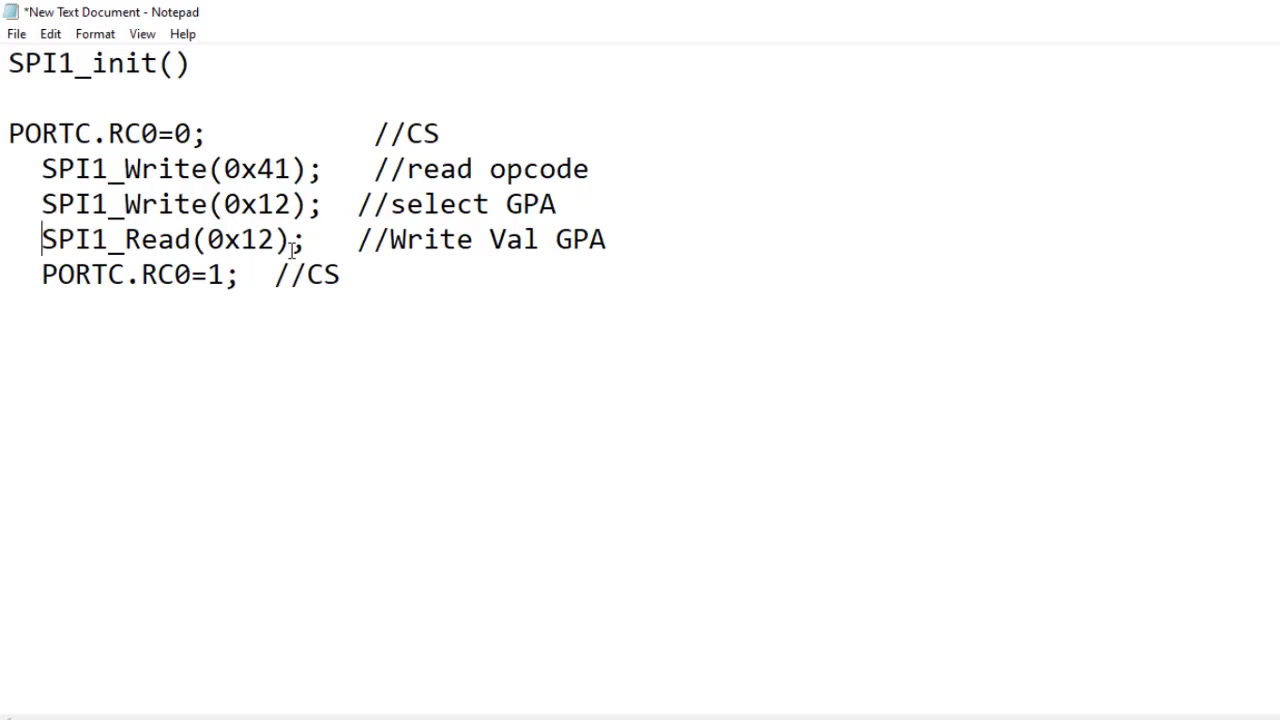 *New Text Document - Notepad
File Edit Format View Help
SPI1_init()
PORTC.RC0=0; //CS
SPI1_Write(0x41); //read opcode
SPI1_Write(0x12); //select GPA
SPI1_Read(0x12); //Write Val GPA
PORTC.RC0=1; //CS